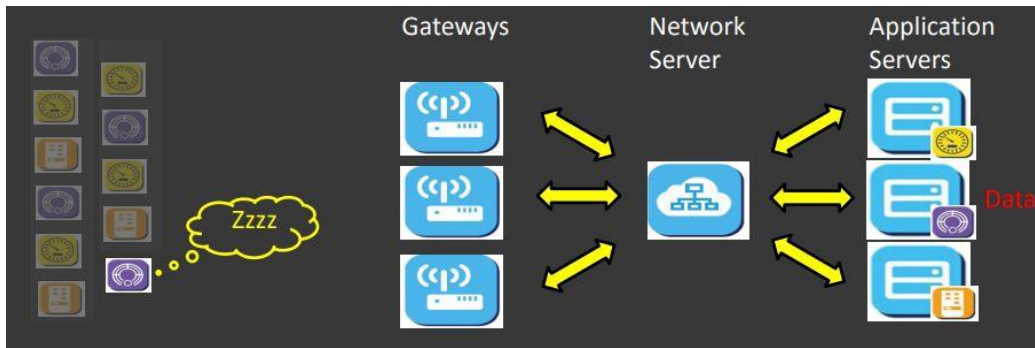 Gateways
Network
Server
Application
Servers
Zzzz
Data